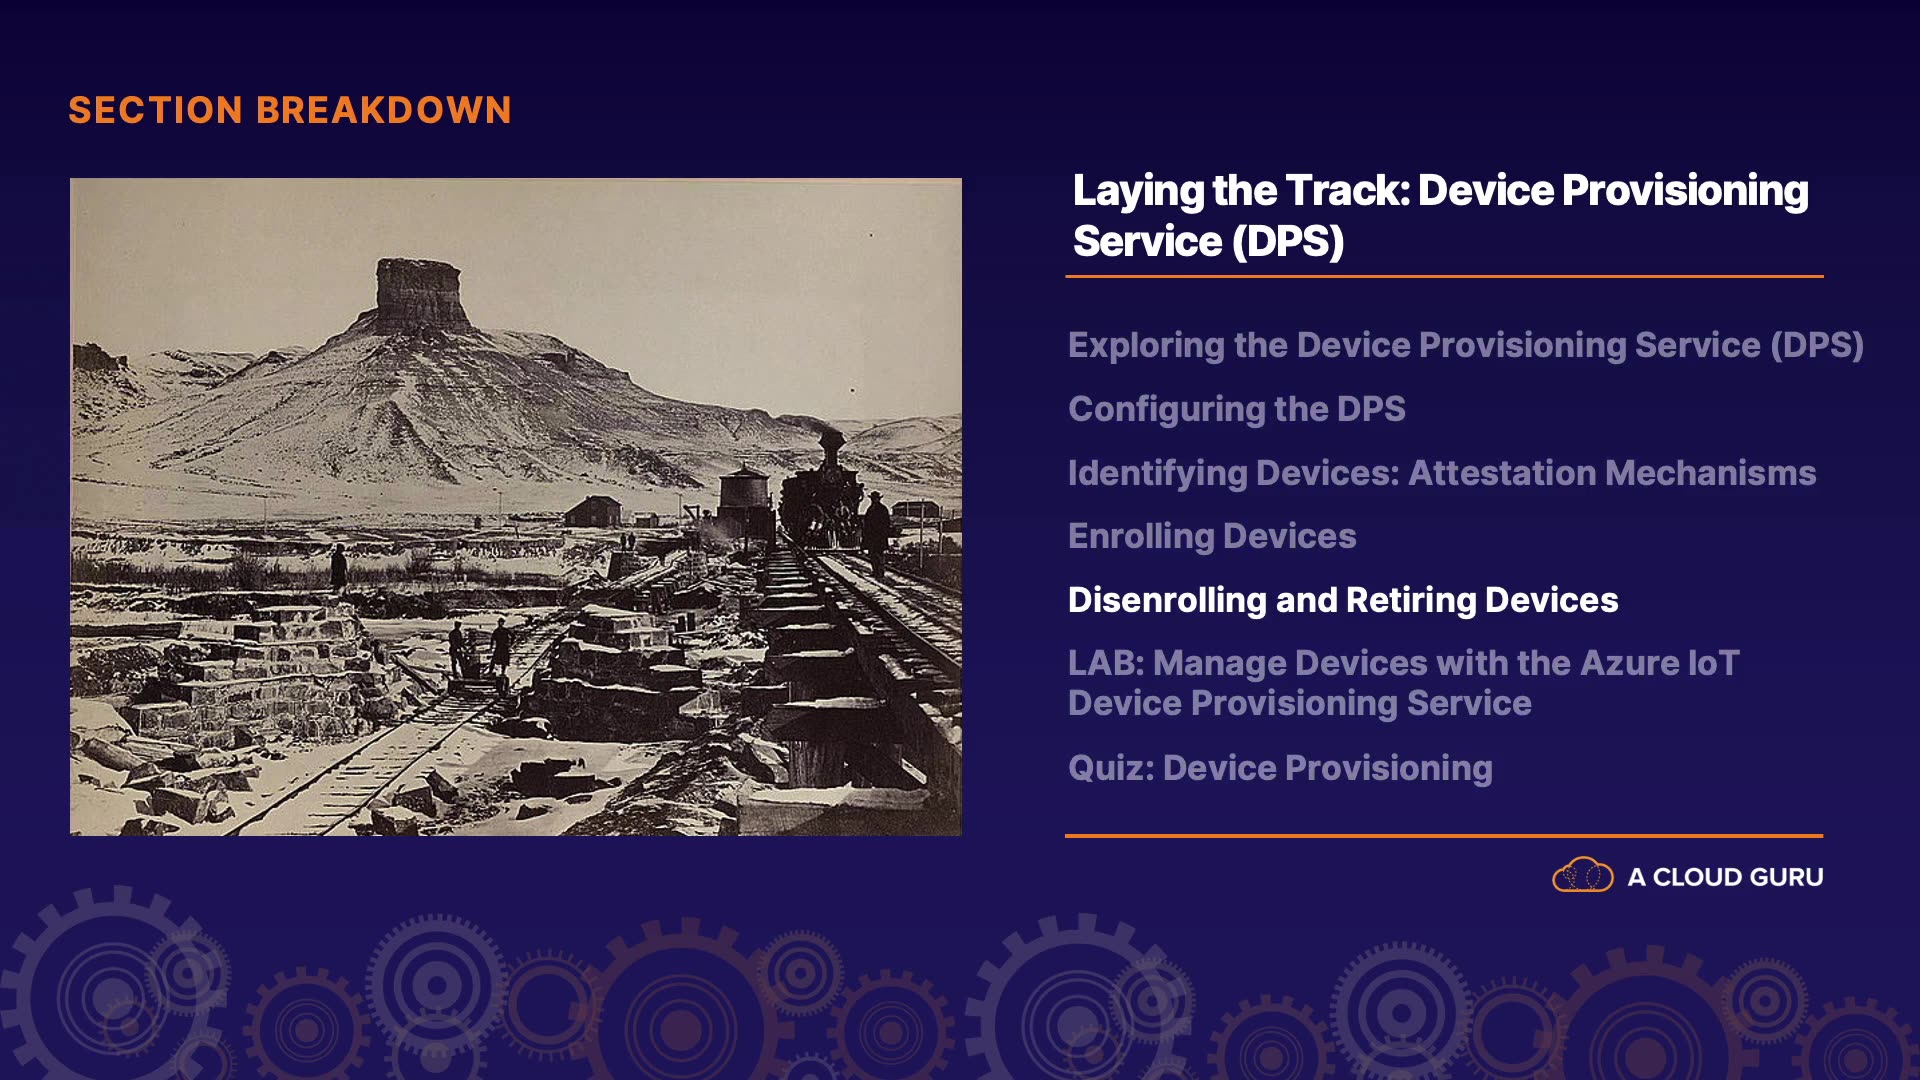 SECTION BREAKDOWN
Laying the Track: Device Provisioning
Service (DPS)
Exploring the Device Provisioning Service (DPS)
Configuring the DPS
Identifying Devices: Attestation Mechanisms
Enrolling Devices
Disenrolling and Retiring Devices
LAB: Manage Devices with the Azure IoT
Device Provisioning Service
Quiz: Device Provisioning
A CLOUD GURU